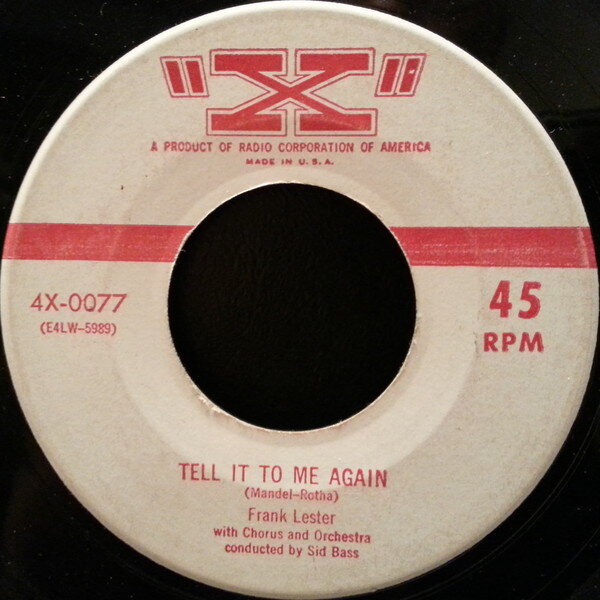 "X"
A PRODUCT OF RADIO CORPORATION OF AMERICA
MADE IN U.S.A.
4X-0077
(E4LW-5989)
45
RPM
TELL IT TO ME AGAIN
(Mandel-Rotha)
Frank Lester
with Chorus and Orchestra
conducted by Sid Bass